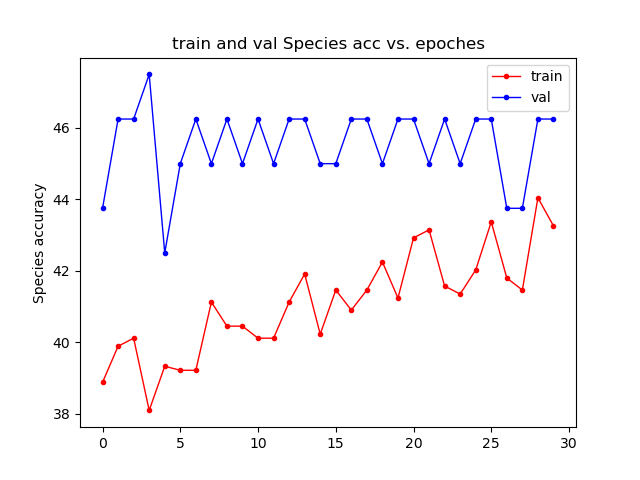 train and val Species acc vs. epoches
train
val
Species accuracy
46
44
42
40
38
0 5 10 15 20 25 30